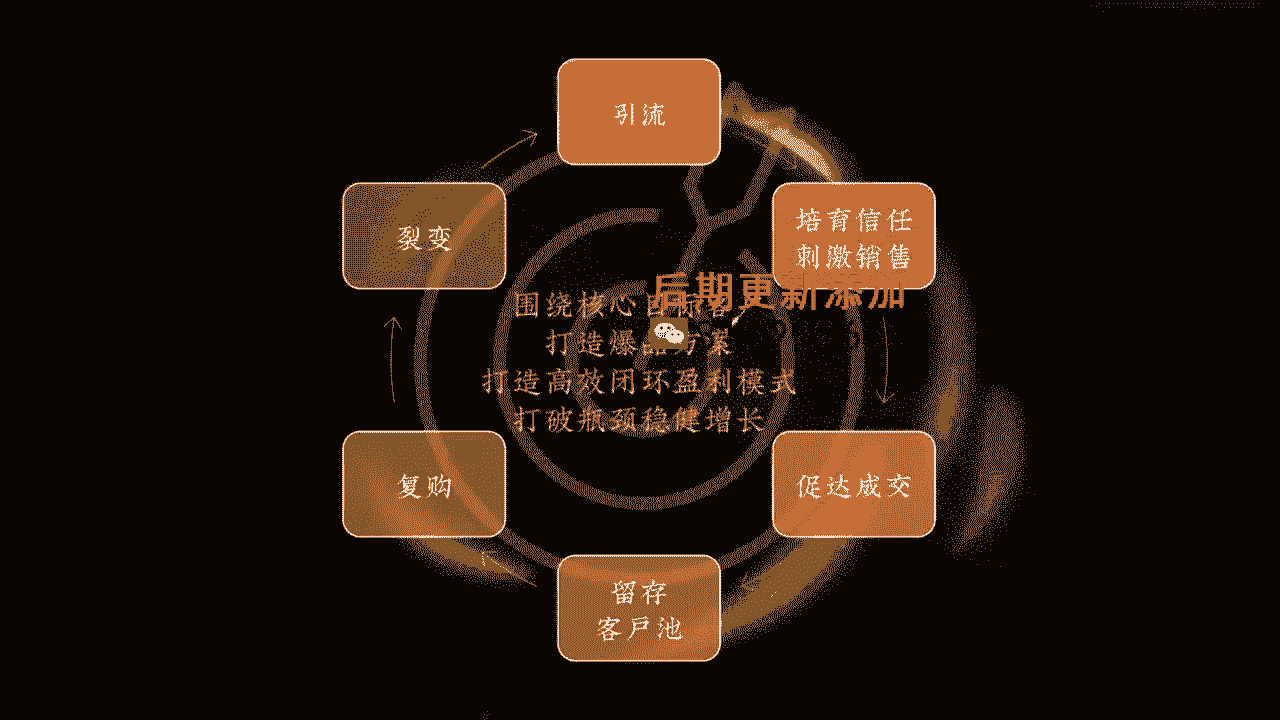 引流
培育信任
刺激销售
裂变
后期更新添加
围绕核心目标客户
打造爆品方案
打造高效闭环盈利模式
打破瓶颈稳健增长
复购
促达成交
留存
客戸池